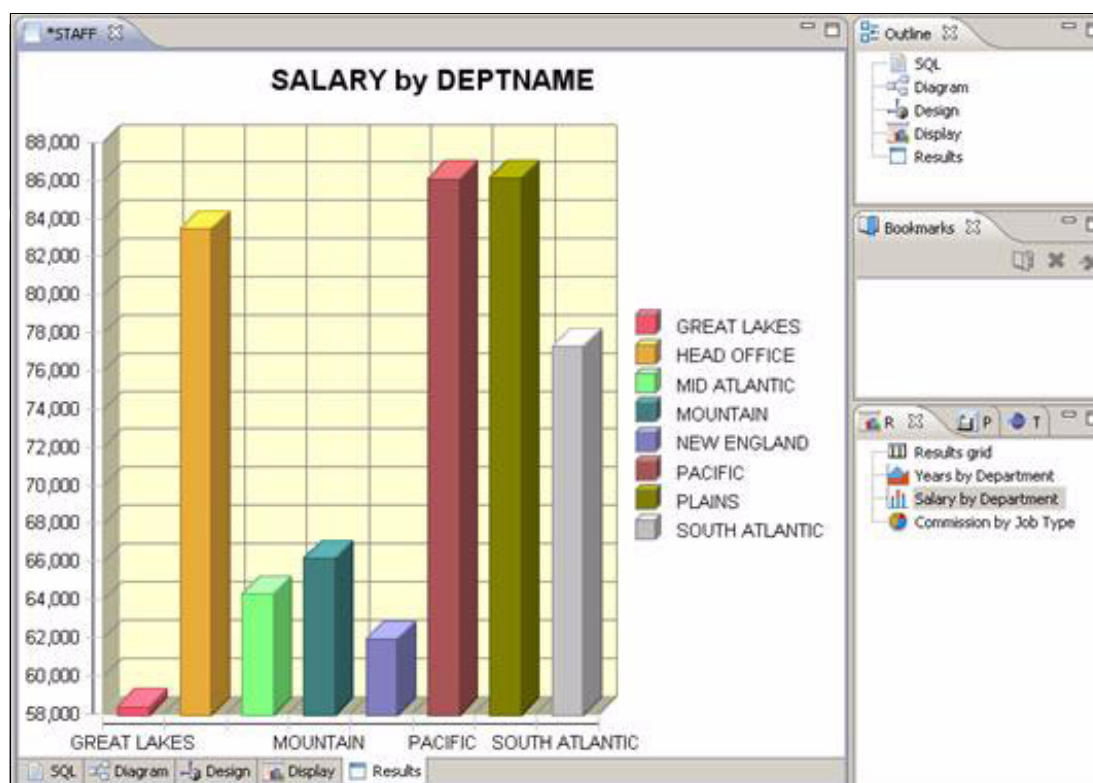 *STAFF
SALARY by DEPTNAME
88,000
86,000
84,000
82,000
80,000
78,000
76,000
74,000
72,000
70,000
68,000
66,000
64,000
62,000
60,000
58,000
GREAT LAKES
MOUNTAIN
PACIFIC
SOUTH ATLANTIC
GREAT LAKES
HEAD OFFICE
MID ATLANTIC
MOUNTAIN
NEW ENGLAND
PACIFIC
PLAINS
SOUTH ATLANTIC
SQL
Diagram
Design
Display
Results
Outline
SQL
Diagram
Design
Display
Results
Bookmarks
R
P
T
Results grid
Years by Department
Salary by Department
Commission by Job Type